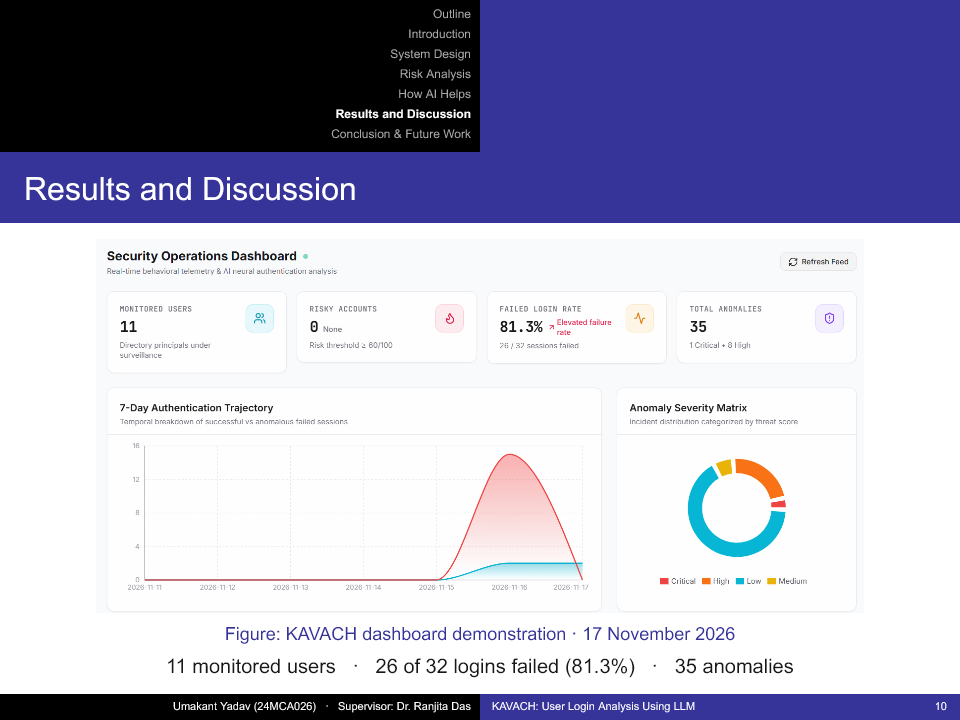 Outline
Introduction
System Design
Risk Analysis
How AI Helps
Results and Discussion
Conclusion & Future Work
Results and Discussion
Security Operations Dashboard
Real-time behavioral telemetry & AI neural authentication analysis
Refresh Feed
MONITORED USERS
11
Directory principals under
surveillance
RISKY ACCOUNTS
0 None
Risk threshold ≥ 60/100
FAILED LOGIN RATE
81.3% Elevated failure
rate
26 / 32 sessions failed
TOTAL ANOMALIES
35
1 Critical • 8 High
7-Day Authentication Trajectory
Temporal breakdown of successful vs anomalous failed sessions
16
12
8
4
0
2026-11-11 2026-11-12 2026-11-13 2026-11-14 2026-11-15 2026-11-16 2026-11-17
Anomaly Severity Matrix
Incident distribution categorized by threat score
Critical High Low Medium
Figure: KAVACH dashboard demonstration · 17 November 2026
11 monitored users · 26 of 32 logins failed (81.3%) · 35 anomalies
Umakant Yadav (24MCA026) · Supervisor: Dr. Ranjita Das
KAVACH: User Login Analysis Using LLM
10